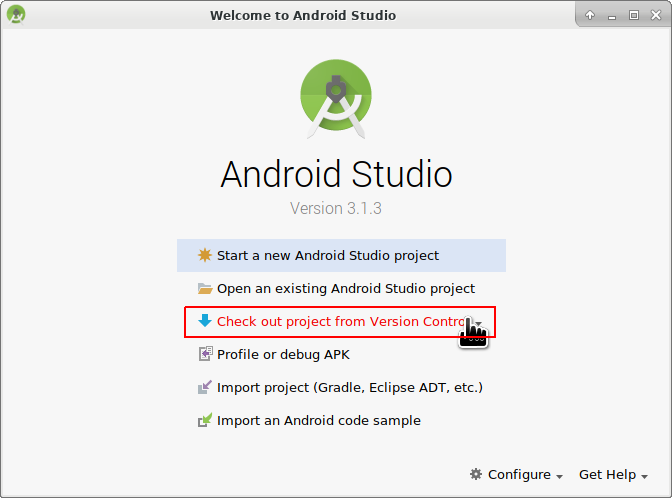 Welcome to Android Studio
Android Studio
Version 3.1.3
Start a new Android Studio project
Open an existing Android Studio project
Check out project from Version Contro
Profile or debug APK
Import project (Gradle, Eclipse ADT, etc.)
Import an Android code sample
Configure
Get Help